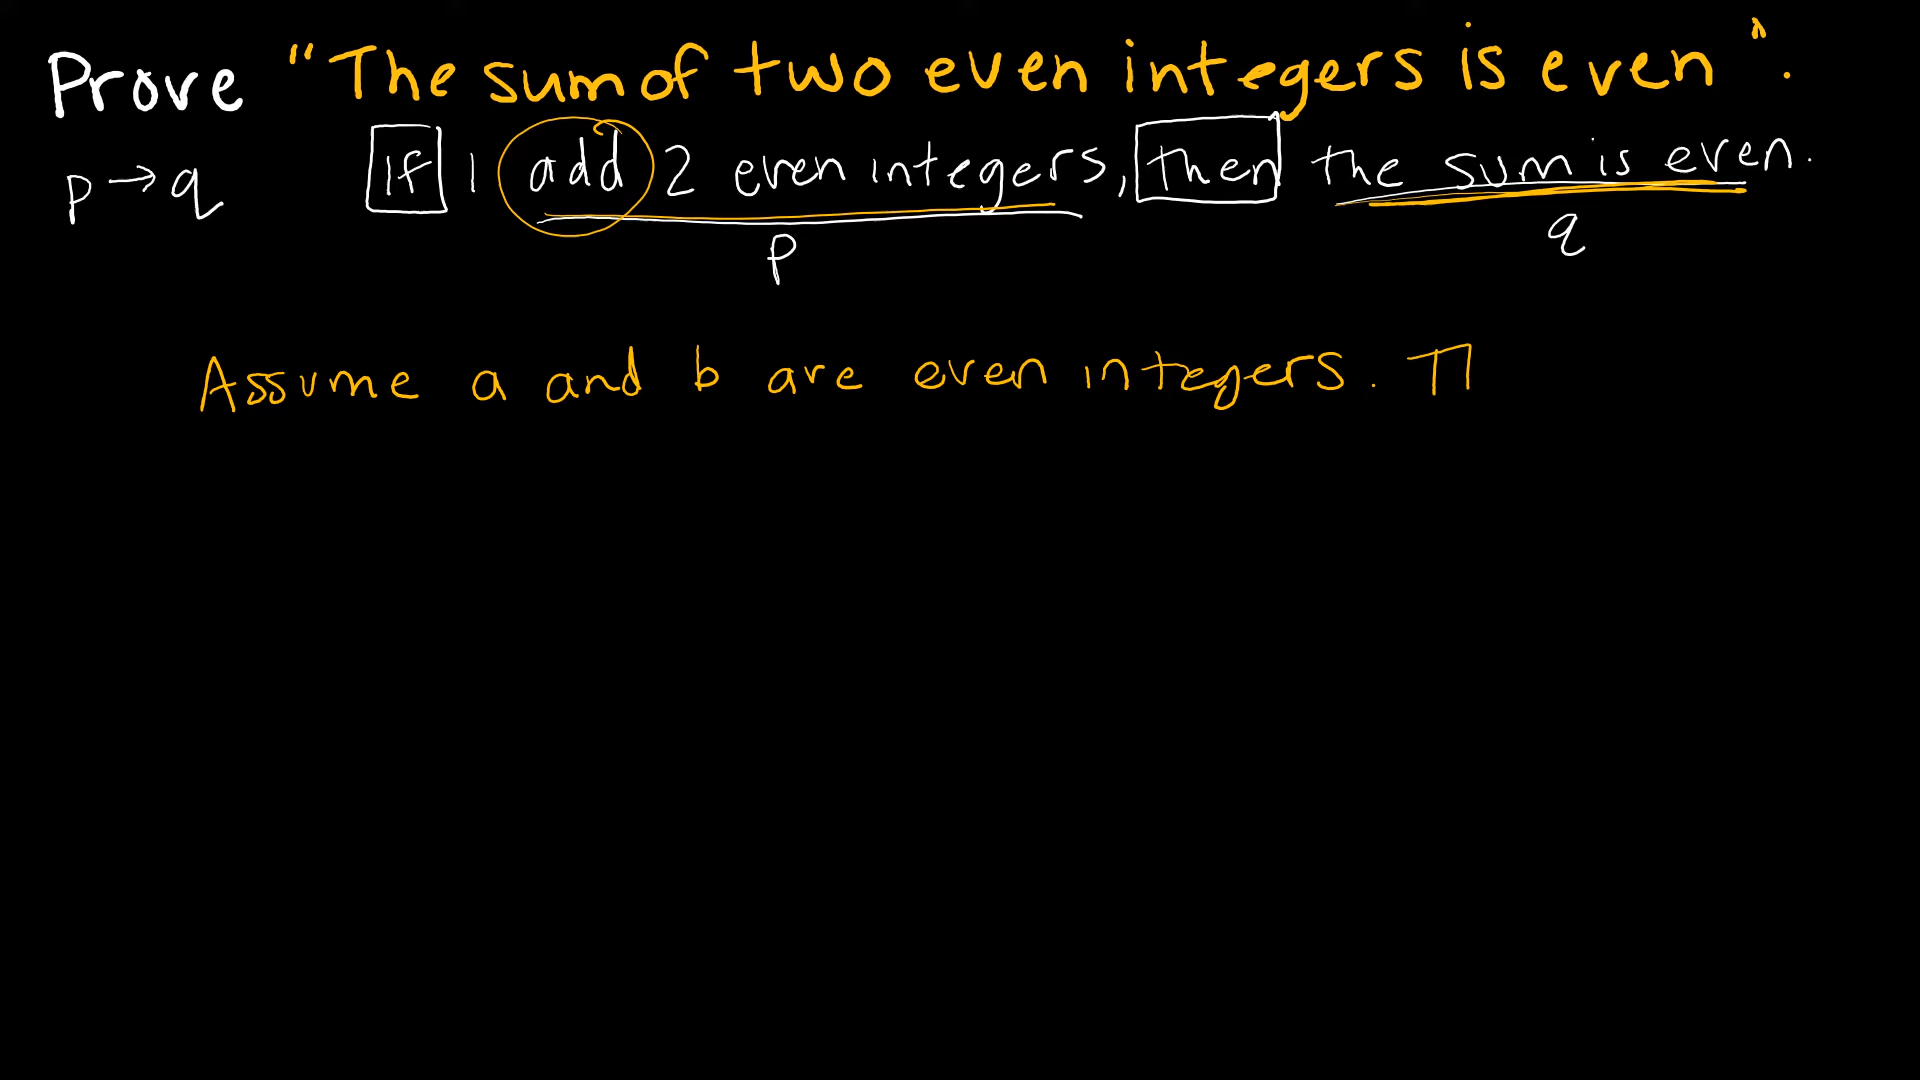 Prove "The sum of two even integers is even".
p → q If I add 2 even integers, then the sum is even.
p q
Assume a and b are even integers. T